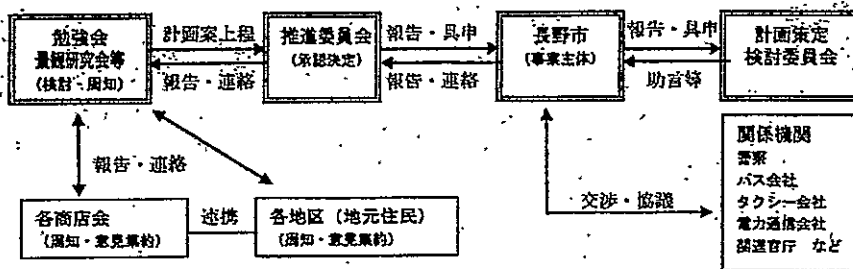 勉強会
景観研究会等
(検討・周知)
計画案上程
報告・連絡
推進委員会
(承認決定)
報告・具申
報告・連絡
長野市
(事業主体)
報告・具申
助言等
計画策定
検討委員会
報告・連絡
各商店会
(周知・意見集約)
連携
各地区(地元住民)
(周知・意見集約)
交渉・協議
関係機関
警察
バス会社
タクシー会社
電力通信会社
関連官庁 など